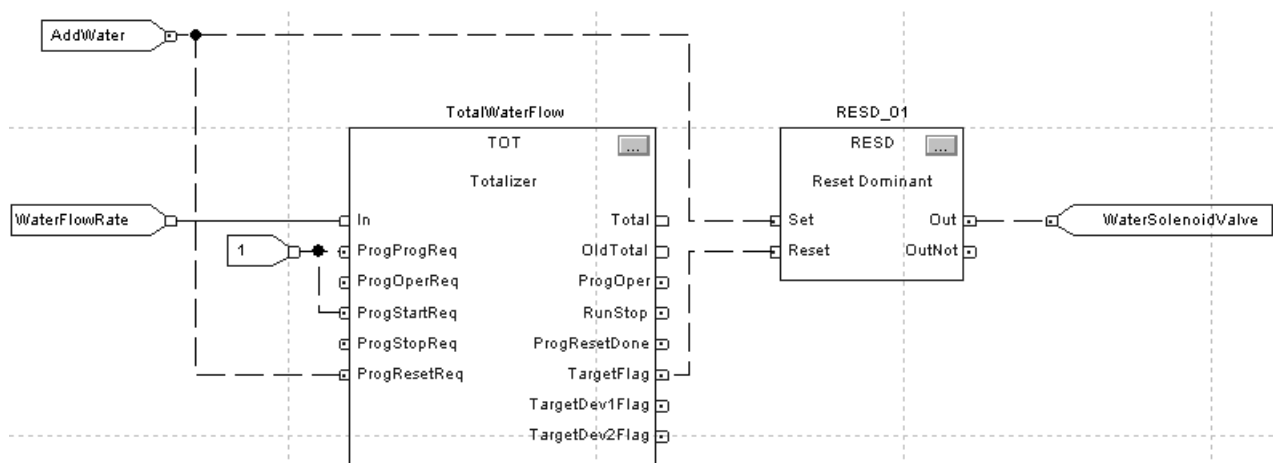 AddWater
TotalWaterFlow
RESD_01
TOT
...
RESD
...
Totalizer
Reset Dominant
WaterFlowRate
In
Total
Set
Out
WaterSolenoidValve
1
ProgProgReq
OldTotal
Reset
OutNot
ProgOperReq
ProgOper
ProgStartReq
RunStop
ProgStopReq
ProgResetDone
ProgResetReq
TargetFlag
TargetDev1Flag
TargetDev2Flag